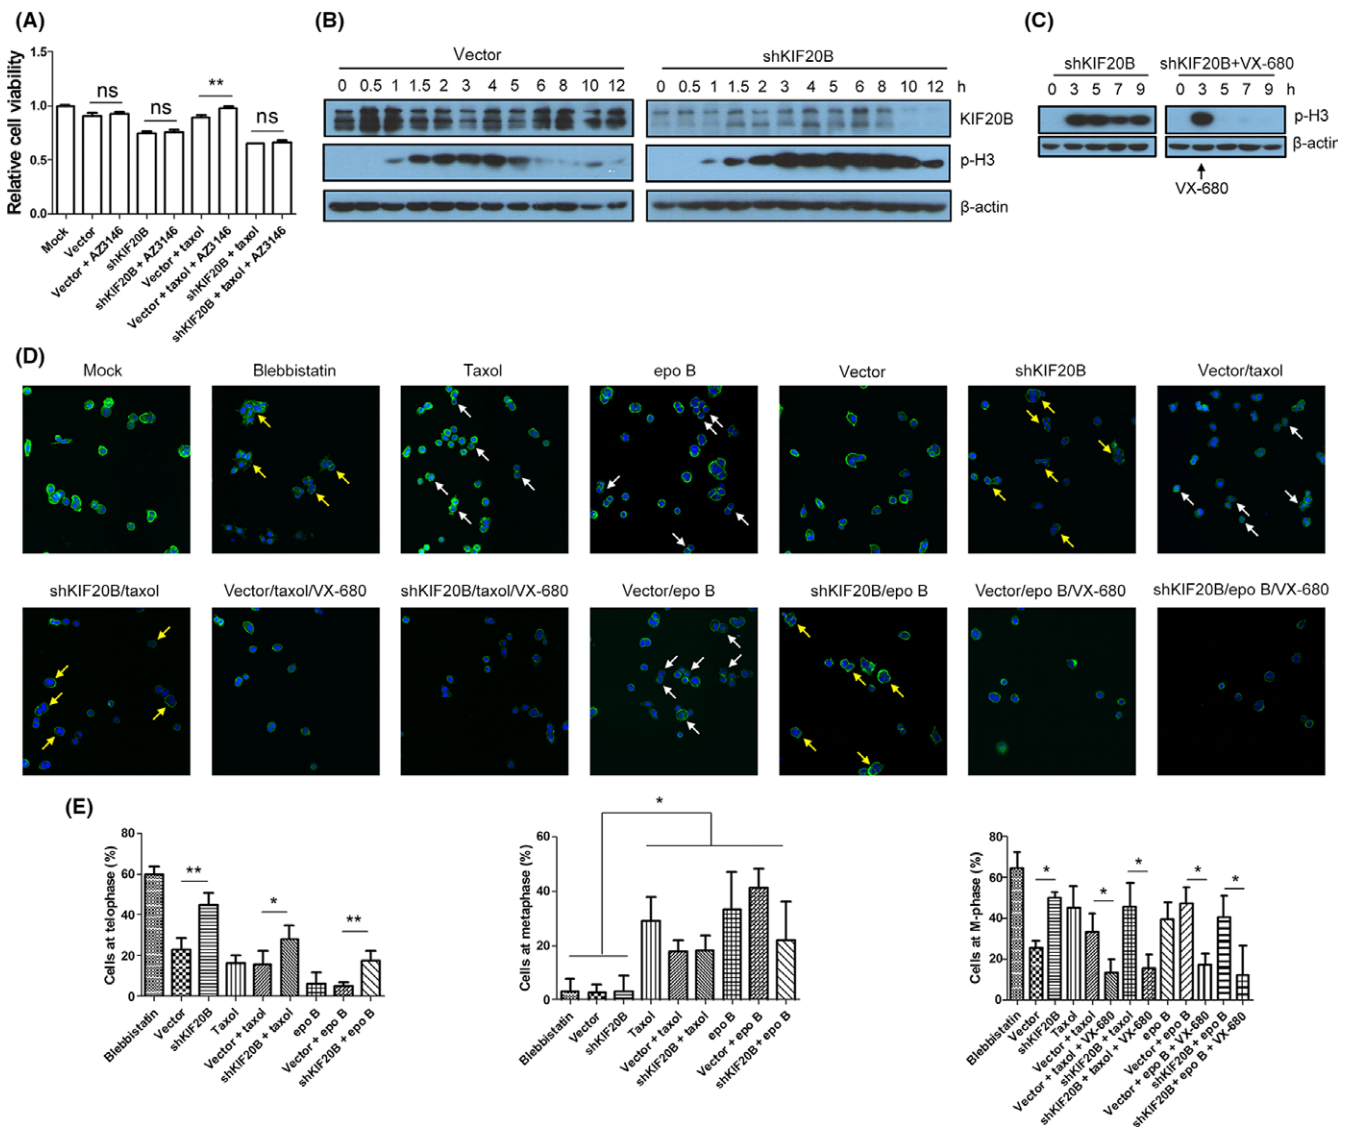 (A)
Relative cell viability
1.5
1.0
0.5
0.0
ns
ns
**
ns
Mock
Vector
Vector + AZ3146
shKIF20B
shKIF20B + AZ3146
Vector + taxol
Vector + taxol + AZ3146
shKIF20B + taxol
shKIF20B + taxol + AZ3146
(B)
Vector
shKIF20B
0 0.5 1 1.5 2 3 4 5 6 8 10 12
0 0.5 1 1.5 2 3 4 5 6 8 10 12 h
KIF20B
p-H3
β-actin
(C)
shKIF20B
shKIF20B+VX-680
0 3 5 7 9
0 3 5 7 9 h
p-H3
β-actin
VX-680
(D)
Mock
Blebbistatin
Taxol
epo B
Vector
shKIF20B
Vector/taxol
shKIF20B/taxol
Vector/taxol/VX-680
shKIF20B/taxol/VX-680
Vector/epo B
shKIF20B/epo B
Vector/epo B/VX-680
shKIF20B/epo B/VX-680
(E)
Cells at telophase (%)
80
60
40
20
0
**
*
**
Blebbistatin
Vector
shKIF20B
Taxol
Vector + taxol
shKIF20B + taxol
epo B
Vector + epo B
shKIF20B + epo B
Cells at metaphase (%)
60
40
20
0
*
Blebbistatin
Vector
shKIF20B
Taxol
Vector + taxol
shKIF20B + taxol
epo B
Vector + epo B
shKIF20B + epo B
Cells at M-phase (%)
80
60
40
20
0
*
*
*
*
*
Blebbistatin
Vector
shKIF20B
Taxol
Vector + taxol
Vector + taxol + VX-680
shKIF20B + taxol
shKIF20B + taxol + VX-680
epo B
Vector + epo B
Vector + epo B + VX-680
shKIF20B + epo B
shKIF20B + epo B + VX-680